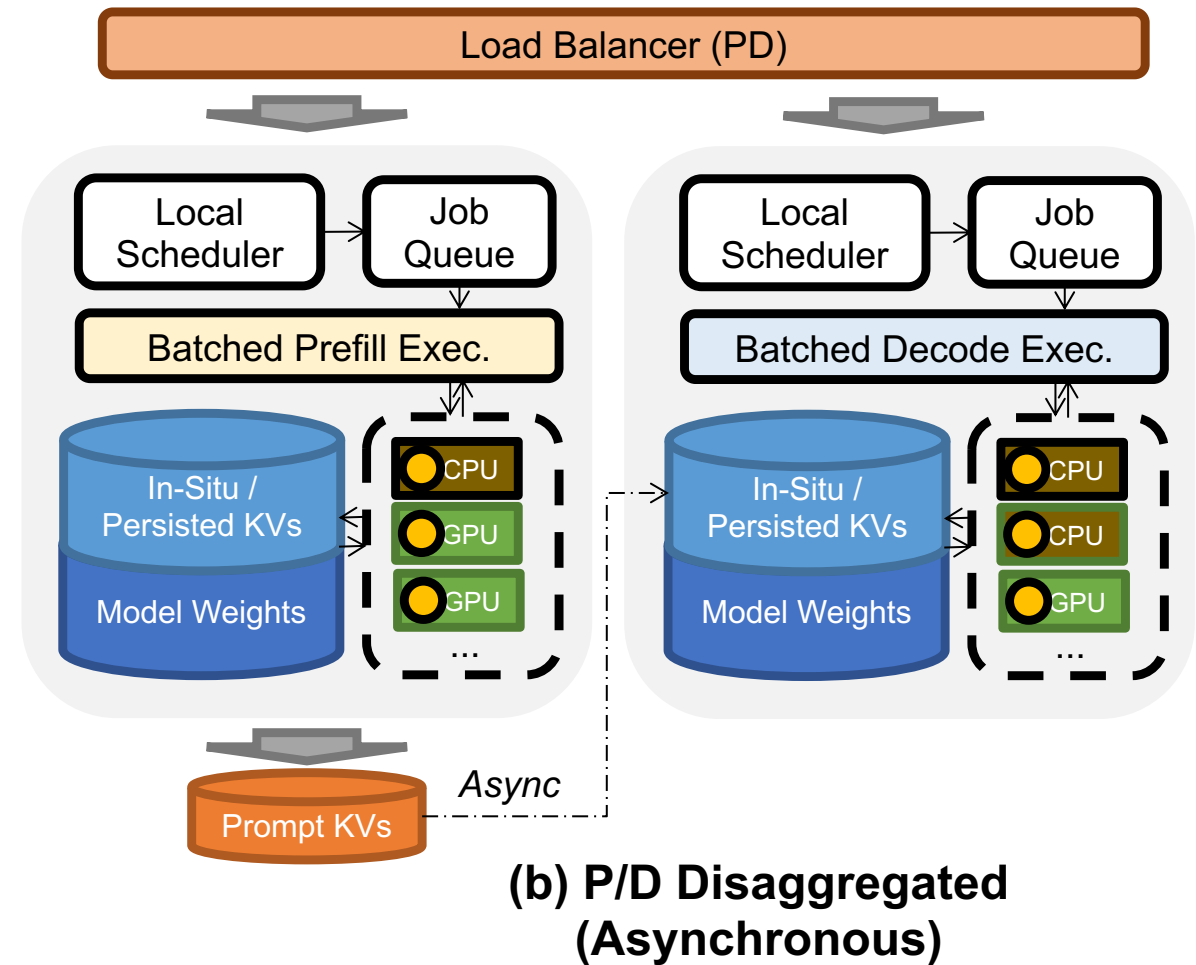 Load Balancer (PD)
Local
Scheduler
Job
Queue
Batched Prefill Exec.
In-Situ /
Persisted KVs
Model Weights
CPU
GPU
GPU
...
Local
Scheduler
Job
Queue
Batched Decode Exec.
In-Situ /
Persisted KVs
Model Weights
CPU
CPU
GPU
...
Prompt KVs
Async
(b) P/D Disaggregated
(Asynchronous)